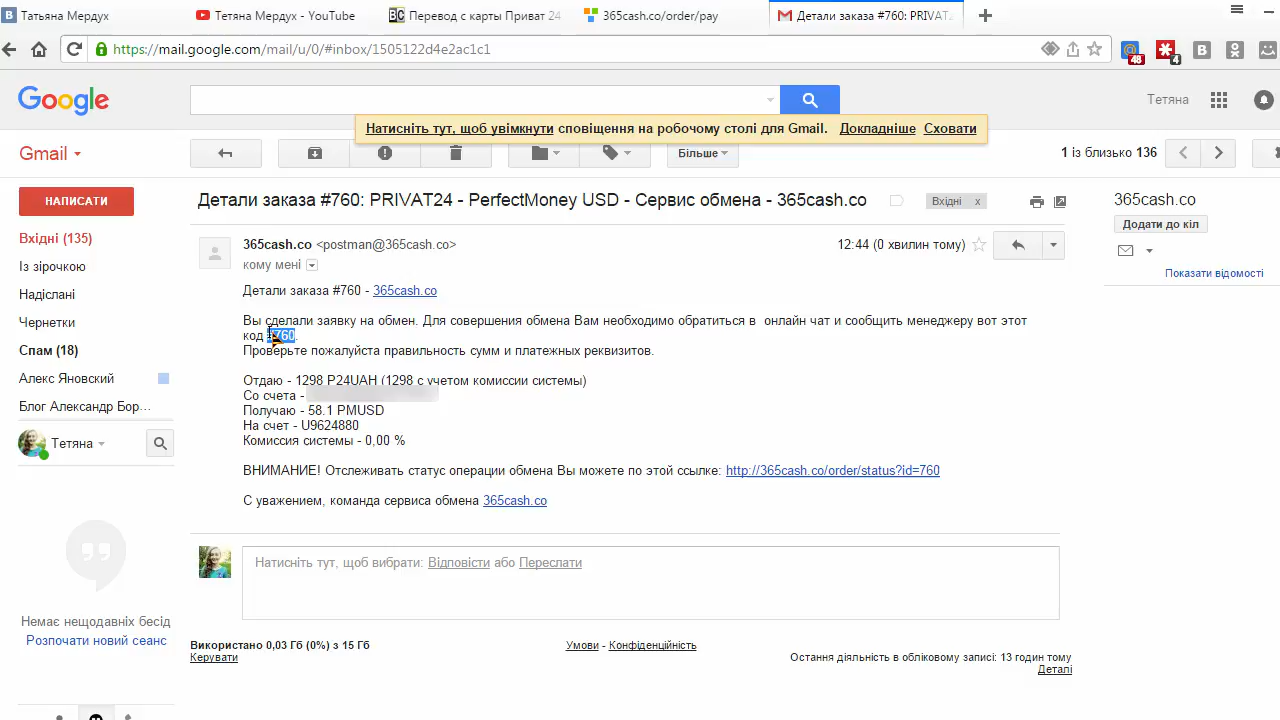 Татьяна Мердух
Тетяна Мердух - YouTube
Перевод с карты Приват 24
365cash.co/order/pay
Детали заказа #760: PRIVAT2
https://mail.google.com/mail/u/0/#inbox/1505122d4e2ac1c1
48
4
Google
Тетяна
Натисніть тут, щоб увімкнути сповіщення на робочому столі для Gmail. Докладніше Сховати
Gmail
Більше
1 із близько 136
НАПИСАТИ
Детали заказа #760: PRIVAT24 - PerfectMoney USD - Сервис обмена - 365cash.co
Вхідні x
365cash.co
Додати до кіл
Показати відомості
Вхідні (135)
Із зірочкою
Надіслані
Чернетки
Спам (18)
Алекс Яновский
Блог Александр Бор…
Тетяна
365cash.co <postman@365cash.co>
12:44 (0 хвилин тому)
кому мені
Детали заказа #760 - 365cash.co
Вы сделали заявку на обмен. Для совершения обмена Вам необходимо обратиться в онлайн чат и сообщить менеджеру вот этот
код #760.
Проверьте пожалуйста правильность сумм и платежных реквизитов.
Отдаю - 1298 P24UAH (1298 с учетом комиссии системы)
Со счета -
Получаю - 58.1 PMUSD
На счет - U9624880
Комиссия системы - 0,00 %
ВНИМАНИЕ! Отслеживать статус операции обмена Вы можете по этой ссылке: http://365cash.co/order/status?id=760
С уважением, команда сервиса обмена 365cash.co
Натисніть тут, щоб вибрати: Відповісти або Переслати
Немає нещодавніх бесід
Розпочати новий сеанс
Використано 0,03 Гб (0%) з 15 Гб
Керувати
Умови - Конфіденційність
Остання діяльність в обліковому записі: 13 годин тому
Деталі